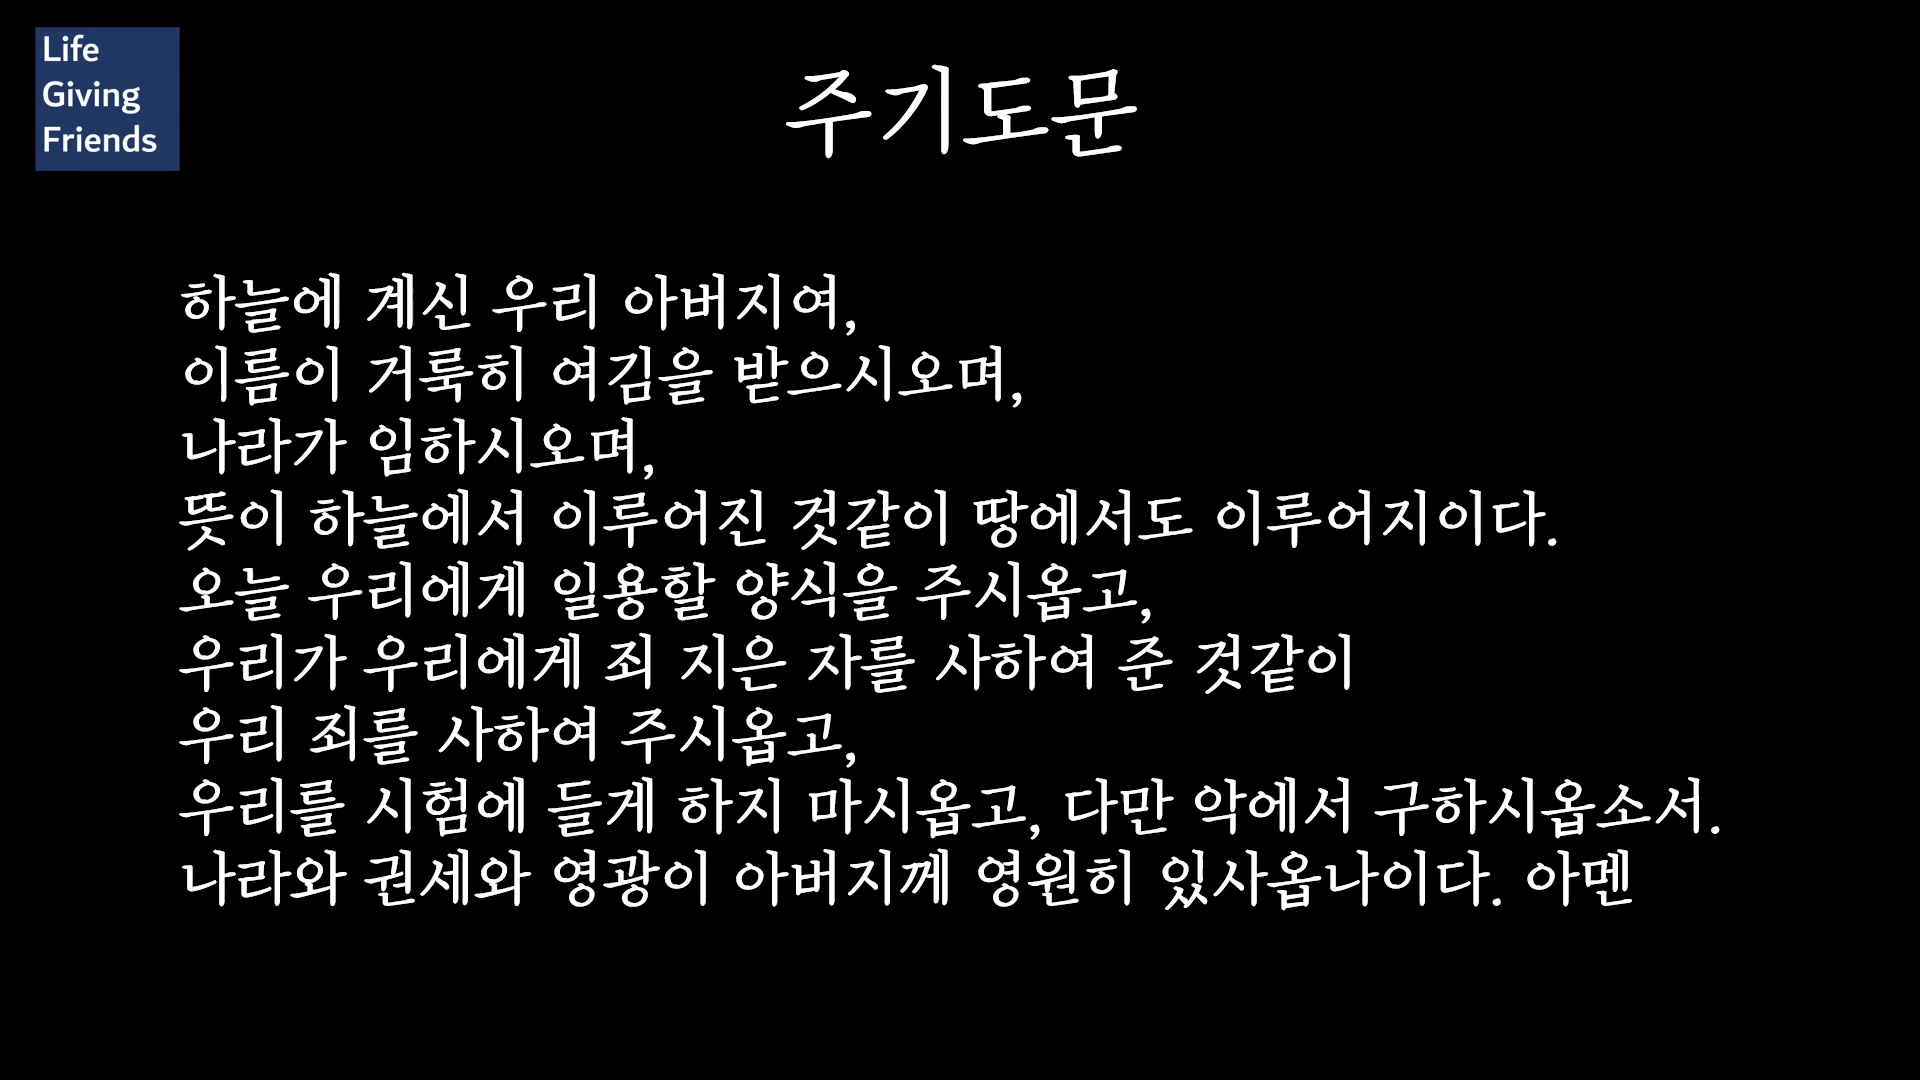 Life
Giving
Friends
주기도문
하늘에 계신 우리 아버지여,
이름이 거룩히 여김을 받으시오며,
나라가 임하시오며,
뜻이 하늘에서 이루어진 것같이 땅에서도 이루어지이다.
오늘 우리에게 일용할 양식을 주시옵고,
우리가 우리에게 죄 지은 자를 사하여 준 것같이
우리 죄를 사하여 주시옵고,
우리를 시험에 들게 하지 마시옵고, 다만 악에서 구하시옵소서.
나라와 권세와 영광이 아버지께 영원히 있사옵나이다. 아멘